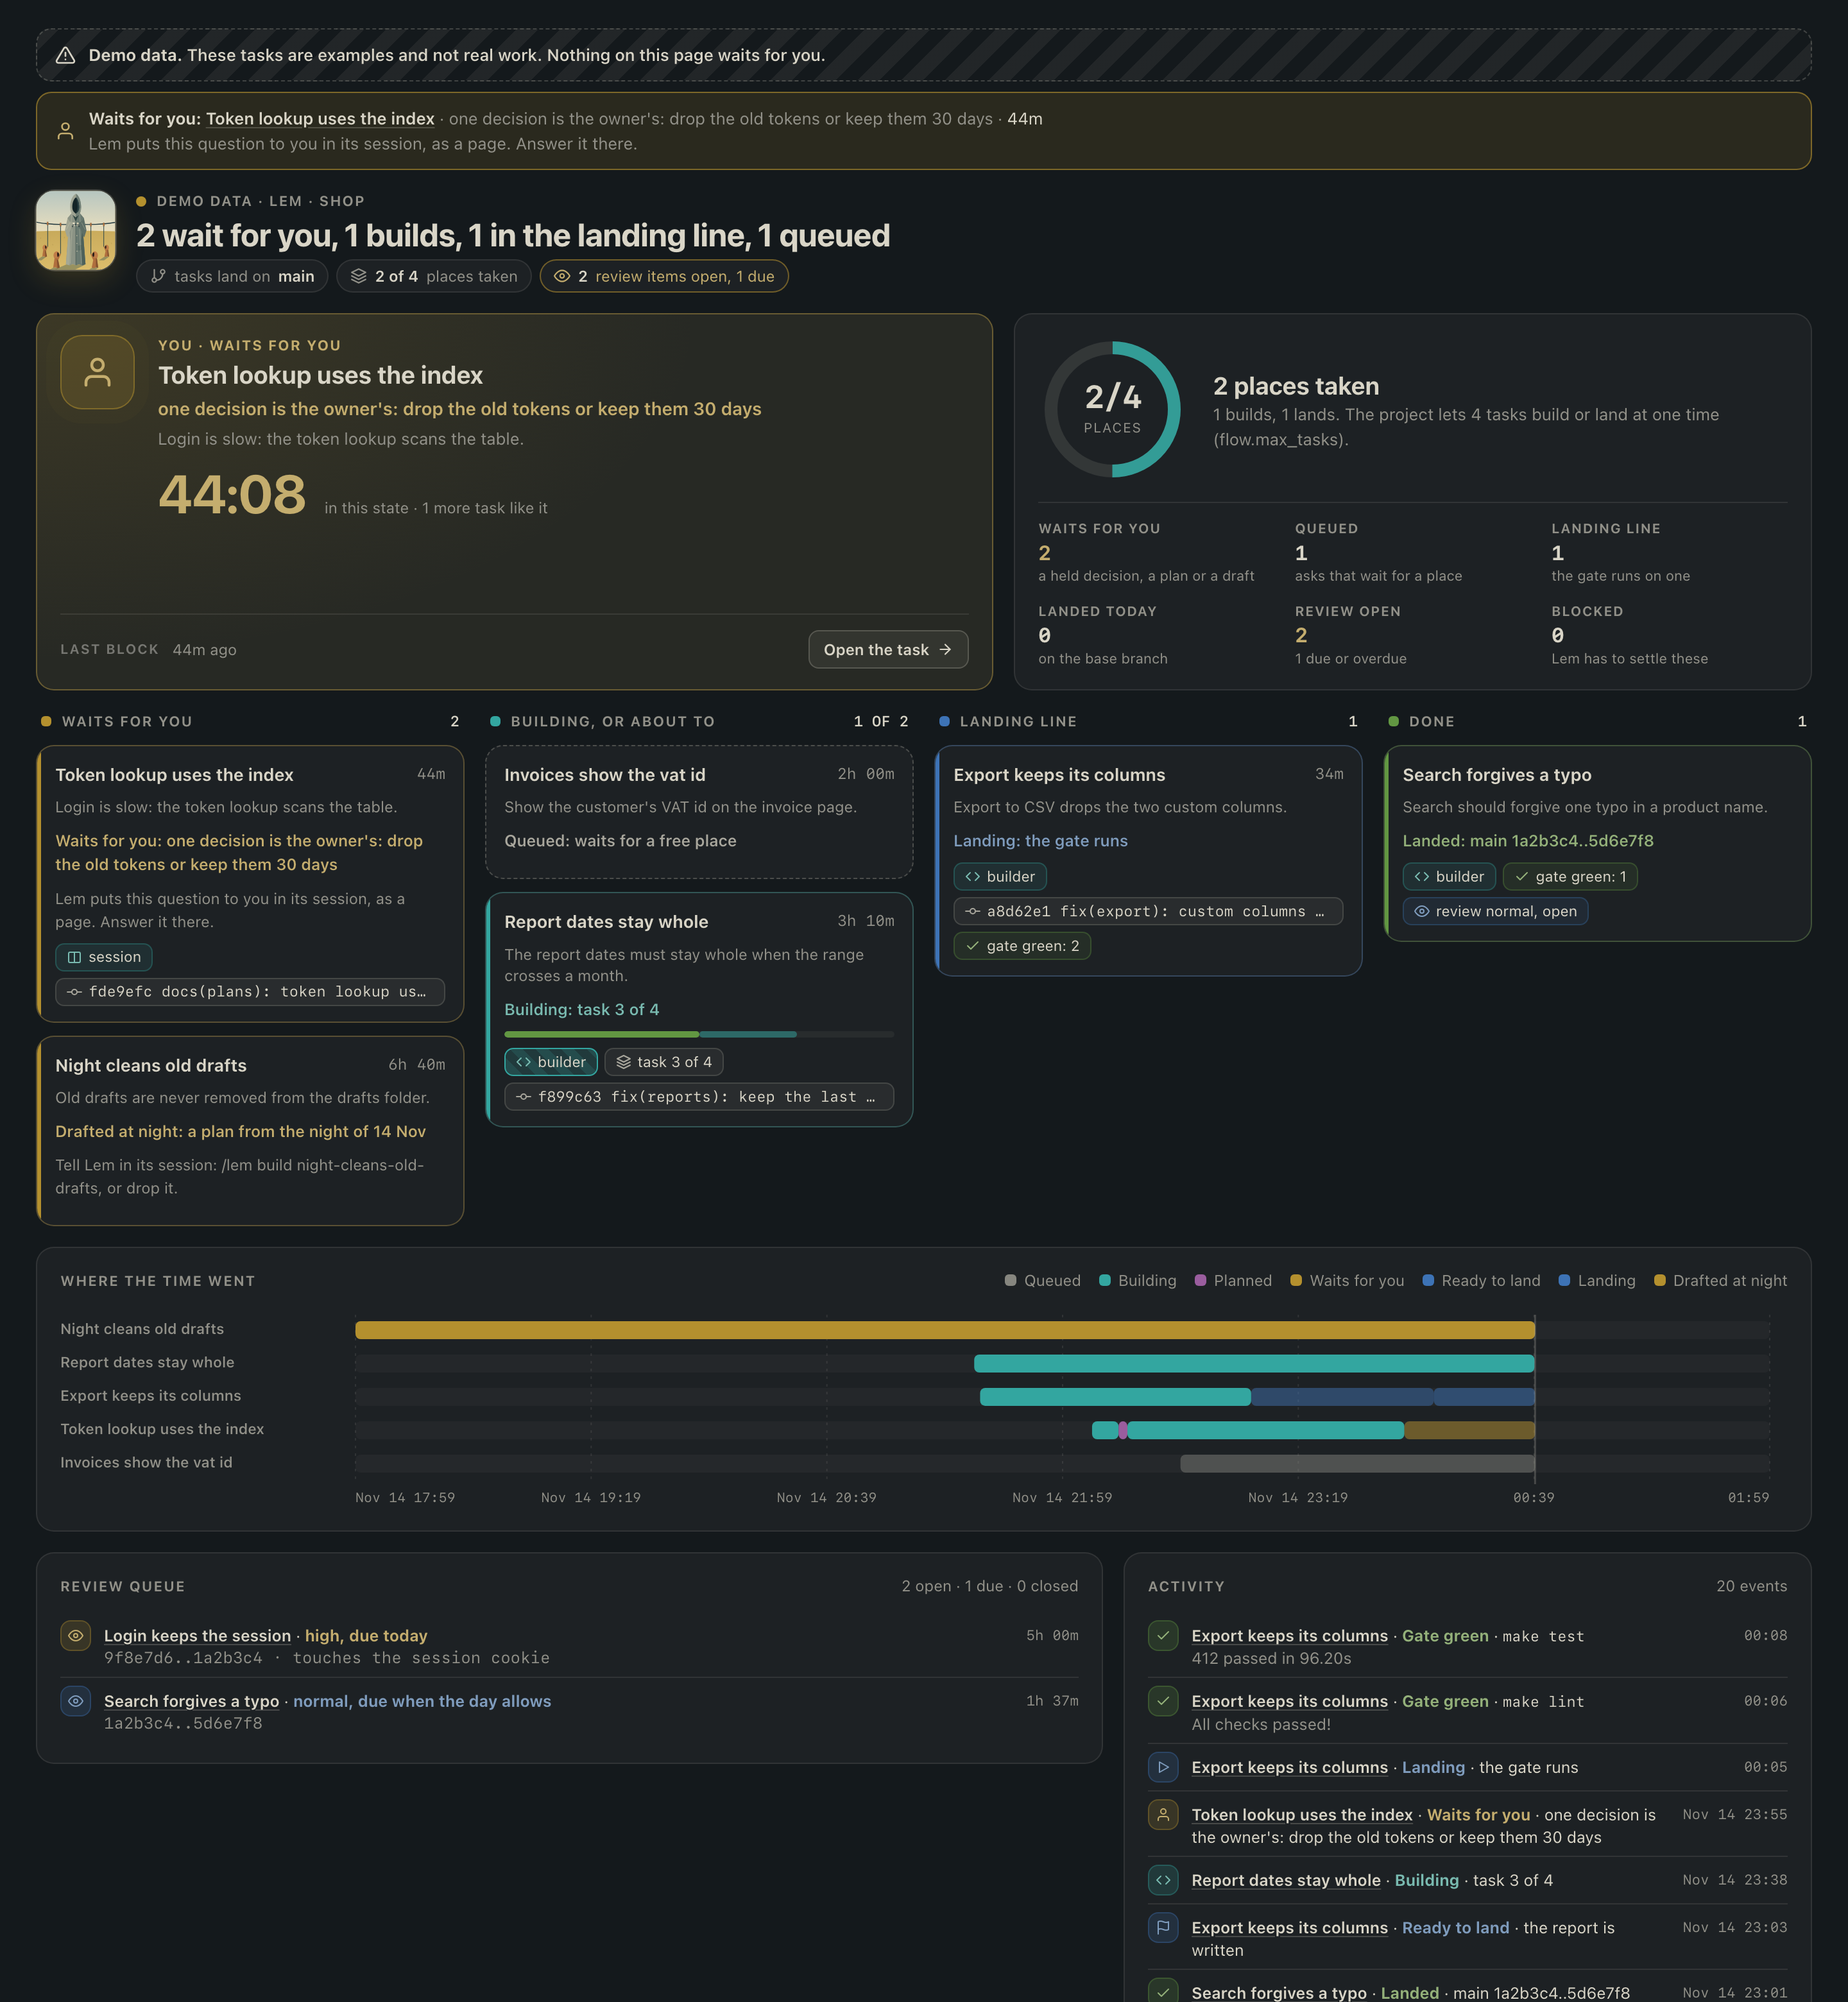 Demo data. These tasks are examples and not real work. Nothing on this page waits for you.
Waits for you: Token lookup uses the index · one decision is the owner's: drop the old tokens or keep them 30 days · 44m
Lem puts this question to you in its session, as a page. Answer it there.
DEMO DATA · LEM · SHOP
2 wait for you, 1 builds, 1 in the landing line, 1 queued
tasks land on main
2 of 4 places taken
2 review items open, 1 due
YOU · WAITS FOR YOU
Token lookup uses the index
one decision is the owner's: drop the old tokens or keep them 30 days
Login is slow: the token lookup scans the table.
44:08 in this state · 1 more task like it
LAST BLOCK 44m ago
Open the task
2/4
PLACES
2 places taken
1 builds, 1 lands. The project lets 4 tasks build or land at one time
(flow.max_tasks).
WAITS FOR YOU
2
a held decision, a plan or a draft
QUEUED
1
asks that wait for a place
LANDING LINE
1
the gate runs on one
LANDED TODAY
0
on the base branch
REVIEW OPEN
2
1 due or overdue
BLOCKED
0
Lem has to settle these
WAITS FOR YOU 2
Token lookup uses the index 44m
Login is slow: the token lookup scans the table.
Waits for you: one decision is the owner's: drop
the old tokens or keep them 30 days
Lem puts this question to you in its session, as a
page. Answer it there.
session
fde9efc docs(plans): token lookup us…
Night cleans old drafts 6h 40m
Old drafts are never removed from the drafts folder.
Drafted at night: a plan from the night of 14 Nov
Tell Lem in its session: /lem build night-cleans-old-
drafts, or drop it.
BUILDING, OR ABOUT TO 1 OF 2
Invoices show the vat id 2h 00m
Show the customer's VAT id on the invoice page.
Queued: waits for a free place
Report dates stay whole 3h 10m
The report dates must stay whole when the range
crosses a month.
Building: task 3 of 4
builder
task 3 of 4
f899c63 fix(reports): keep the last …
LANDING LINE 1
Export keeps its columns 34m
Export to CSV drops the two custom columns.
Landing: the gate runs
builder
a8d62e1 fix(export): custom columns …
gate green: 2
DONE 1
Search forgives a typo
Search should forgive one typo in a product name.
Landed: main 1a2b3c4..5d6e7f8
builder
gate green: 1
review normal, open
WHERE THE TIME WENT
Queued Building Planned Waits for you Ready to land Landing Drafted at night
Night cleans old drafts
Report dates stay whole
Export keeps its columns
Token lookup uses the index
Invoices show the vat id
Nov 14 17:59 Nov 14 19:19 Nov 14 20:39 Nov 14 21:59 Nov 14 23:19 00:39 01:59
REVIEW QUEUE 2 open · 1 due · 0 closed
Login keeps the session · high, due today 5h 00m
9f8e7d6..1a2b3c4 · touches the session cookie
Search forgives a typo · normal, due when the day allows 1h 37m
1a2b3c4..5d6e7f8
ACTIVITY 20 events
Export keeps its columns · Gate green · make test 00:08
412 passed in 96.20s
Export keeps its columns · Gate green · make lint 00:06
All checks passed!
Export keeps its columns · Landing · the gate runs 00:05
Token lookup uses the index · Waits for you · one decision is Nov 14 23:55
the owner's: drop the old tokens or keep them 30 days
Report dates stay whole · Building · task 3 of 4 Nov 14 23:38
Export keeps its columns · Ready to land · the report is Nov 14 23:03
written
Search forgives a typo · Landed · main 1a2b3c4..5d6e7f8 Nov 14 23:01